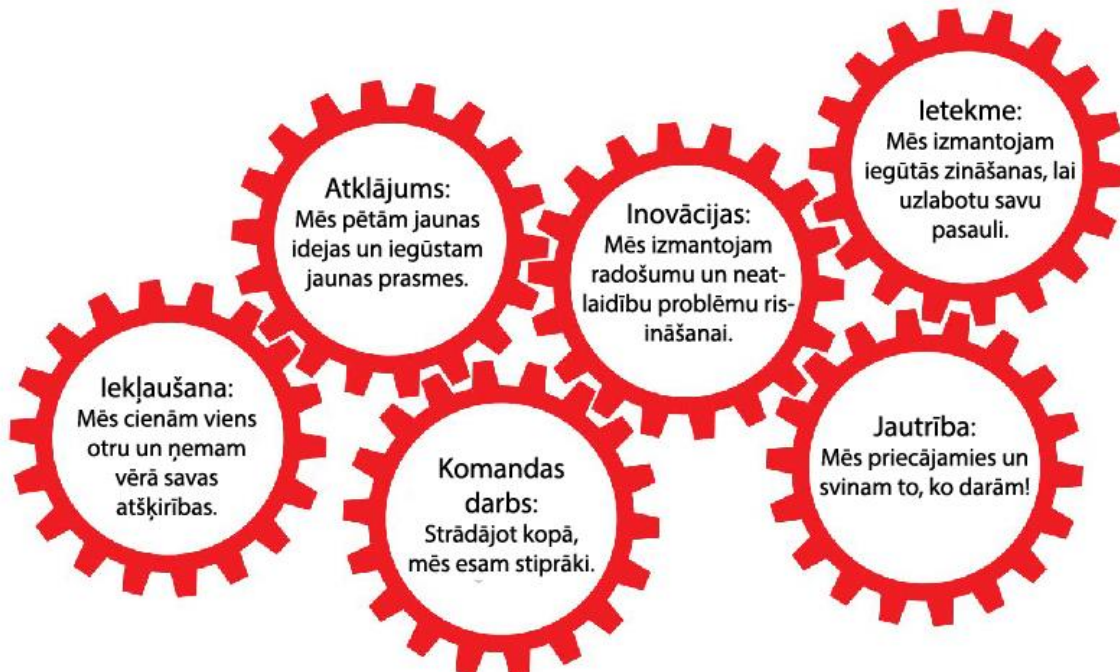 Iekļaušana:
Mēs cienām viens
otru un ņemam
vērā savas
atšķirības.
Atklājums:
Mēs pētām jaunas
idejas un iegūstam
jaunas prasmes.
Komandas
darbs:
Strādājot kopā,
mēs esam stiprāki.
Inovācijas:
Mēs izmantojam
radošumu un neat-
laidību problēmu ris-
ināšanai.
Ietekme:
Mēs izmantojam
iegūtās zināšanas, lai
uzlabotu savu
pasauli.
Jautrība:
Mēs priecājamies un
svinam to, ko darām!